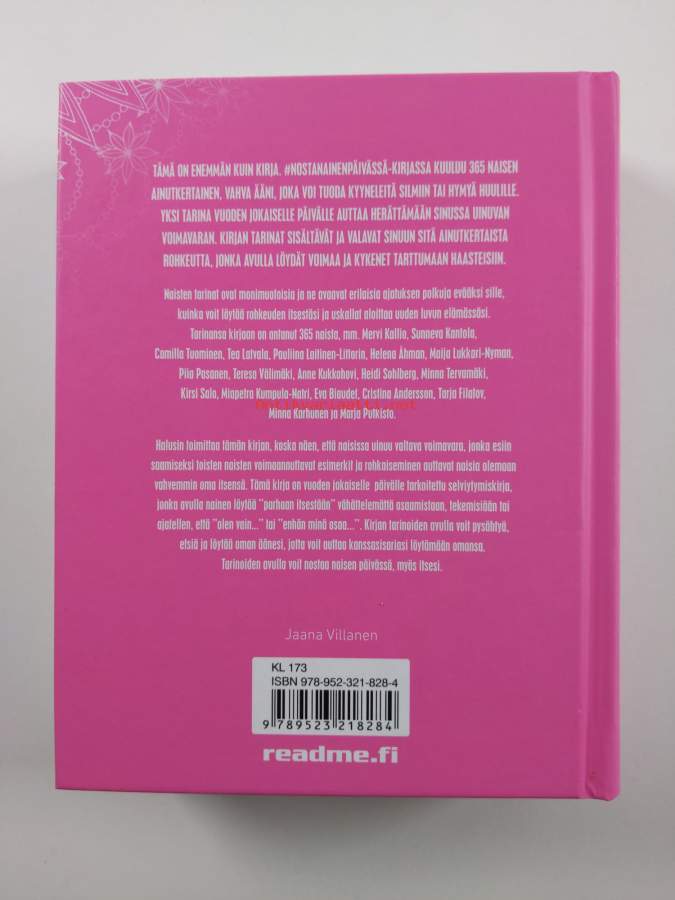 TÄMÄ ON ENEMMÄN KUIN KIRJA. #NOSTANAINENPÄIVÄSSÄ-KIRJASSA KUULUU 365 NAISEN
AINUTKERTAINEN, VAHVA ÄÄNI, JOKA VOI TUODA KYYNELEITÄ SILMIIN TAI HYMYÄ HUULILLE.
YKSI TARINA VUODEN JOKAISELLE PÄIVÄLLE AUTTAA HERÄTTÄMÄÄN SINUSSA UINUVAN
VOIMAVARAN. KIRJAN TARINAT SISÄLTÄVÄT JA VALAVAT SINUUN SITÄ AINUTKERTAISTA
ROHKEUTTA, JONKA AVULLA LÖYDÄT VOIMAA JA KYKENET TARTTUMAAN HAASTEISIIN.
Naisten tarinat ovat monimuotoisia ja ne avaavat erilaisia ajatuksen polkuja evääksi sille,
kuinka voit löytää rohkeuden itsestäsi ja uskallat aloittaa uuden luvun elämässäsi.
Tarinansa kirjaan on antanut 365 naista, mm. Mervi Kallio, Sunneva Kantola,
Camilla Tuominen, Tea Latvala, Pauliina Laitinen-Littorin, Helena Åhman, Maija Lukkari-Nyman,
Piia Pasanen, Teresa Välimäki, Anne Kukkohovi, Heidi Sohlberg, Minna Tervamäki,
Kirsi Salo, Miapetra Kumpula-Natri, Eva Biaudet, Cristina Andersson, Tarja Filatov,
Minna Karhunen ja Marja Putkisto.
Halusin toimittaa tämän kirjan, koska näen, että naisissa uinuu valtava voimavara, jonka esiin
saamiseksi toisten naisten voimaannuttavat esimerkit ja rohkaiseminen auttavat naisia olemaan
vahvemmin oma itsensä. Tämä kirja on vuoden jokaiselle päivälle tarkoitettu selviytymiskirja,
jonka avulla nainen löytää "parhaan itsestään" vähättelemättä osaamistaan, tekemisiään tai
ajatellen, että "olen vain..." tai "enhän minä osaa...". Kirjan tarinoiden avulla voit pysähtyä,
etsiä ja löytää oman äänesi, jotta voit auttaa kanssasisariasi löytämään omansa.
Tarinoiden avulla voit nostaa naisen päivässä, myös itsesi.
Jaana Villanen
KL 173
ISBN 978-952-321-828-4
9 789523 218284
readme.fi